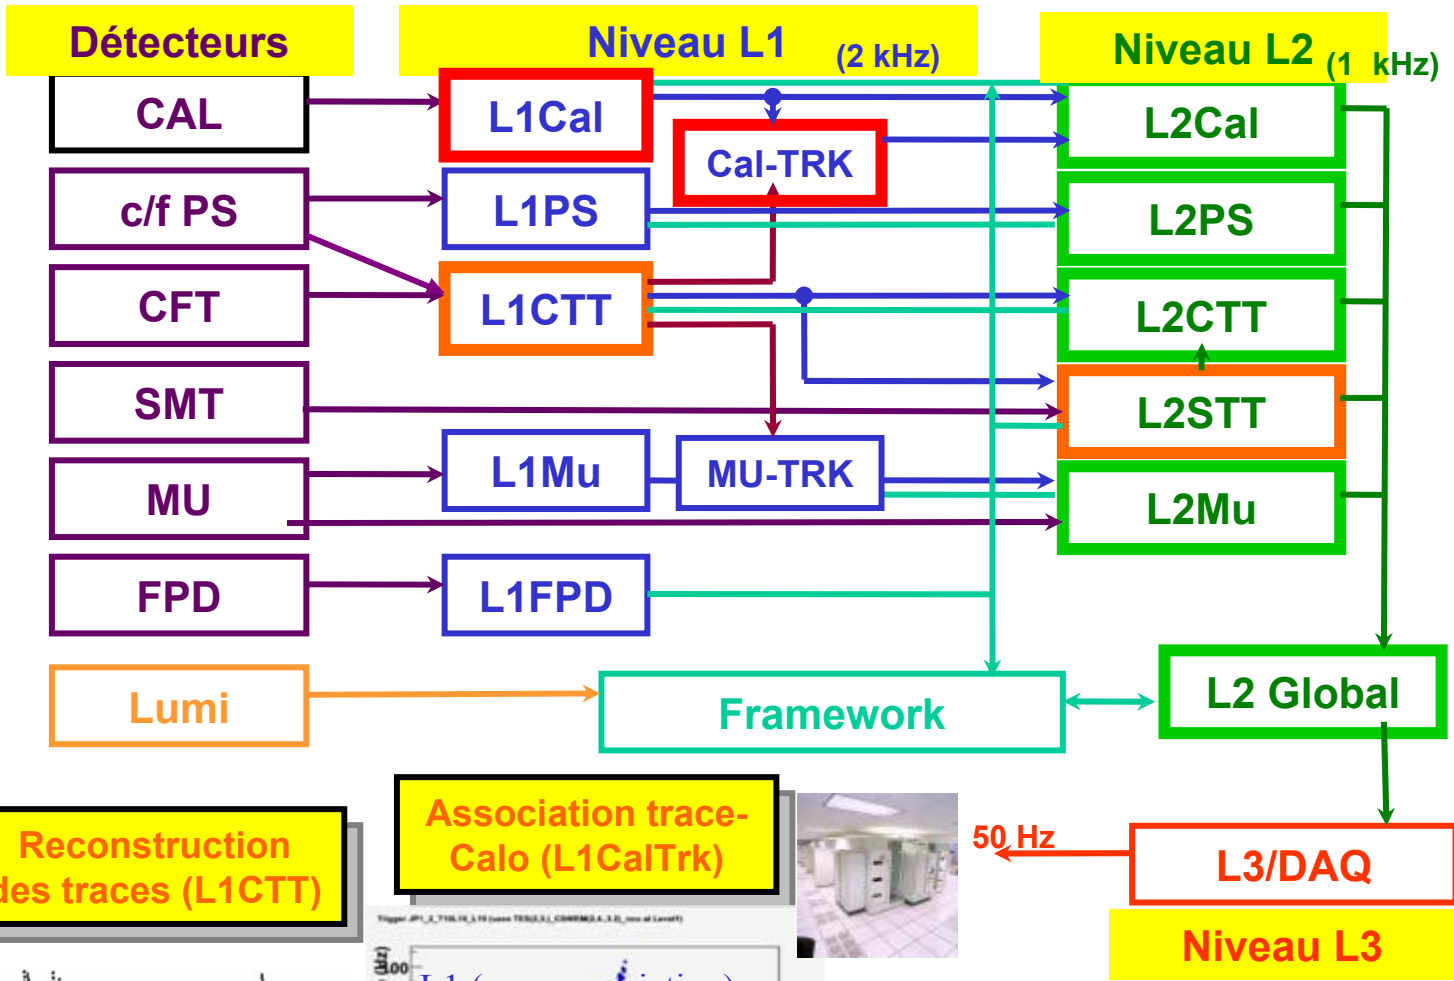 Détecteurs
Niveau L1 (2 kHz)
Niveau L2 (1 kHz)
CAL
L1Cal
L2Cal
Cal-TRK
c/f PS
L1PS
L2PS
CFT
L1CTT
L2CTT
SMT
L2STT
MU
L1Mu
MU-TRK
L2Mu
FPD
L1FPD
Lumi
Framework
L2 Global
Reconstruction
des traces (L1CTT)
Association trace-
Calo (L1CalTrk)
50 Hz
L3/DAQ
Niveau L3